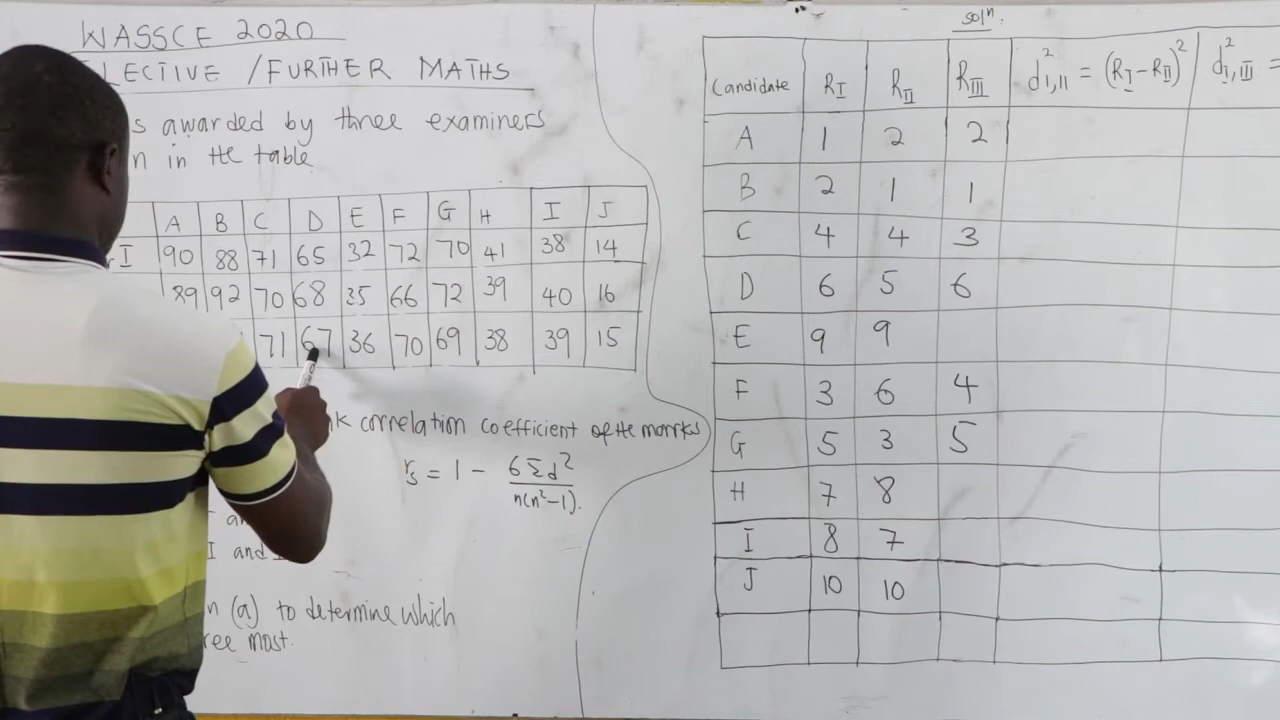 WASSCE 2020
LECTIVE / FURTHER MATHS
s awarded by three examiners
n in the table
A B C D E F G H I J
I 90 88 71 65 32 72 70 41 38 14
89 92 70 68 35 66 72 39 40 16
71 67 36 70 69 38 39 15
nk correlation coefficient of the marks
rs = 1 - 6Σd²/n(n²-1).
I and
n (a) to determine which
ree most.
soln:
Candidate RI RII RIII d²I,II = (RI-RII)² d²I,III =
A 1 2 2
B 2 1 1
C 4 4 3
D 6 5 6
E 9 9
F 3 6 4
G 5 3 5
H 7 8
I 8 7
J 10 10